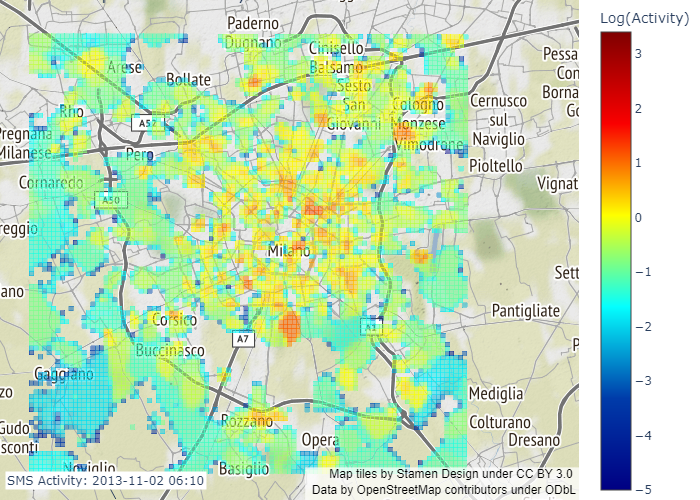 Log(Activity)
3
2
1
0
−1
−2
−3
−4
−5
Paderno
Dugnano
Cinisello
Balsamo
Arese
Bollate
Sesto
San
Giovanni
Cologno
Monzese
Cernusco
sul
Naviglio
Pessa
Con
Borna
Go
Rho
A52
Pregnana
Milanese
Pero
Vimodrone
Pioltello
Cornaredo
Vignat
A50
reggio
Milano
Sett
ano
Pantigliate
Corsico
A7
A1
Buccinasco
P
Gaggiano
zo
Mediglia
Gudo
sconti
Rozzano
Opera
Colturano
Dresano
Noviglio
Basiglio
SMS Activity: 2013-11-02 06:10
Map tiles by Stamen Design under CC BY 3.0
Data by OpenStreetMap contributors under ODbL